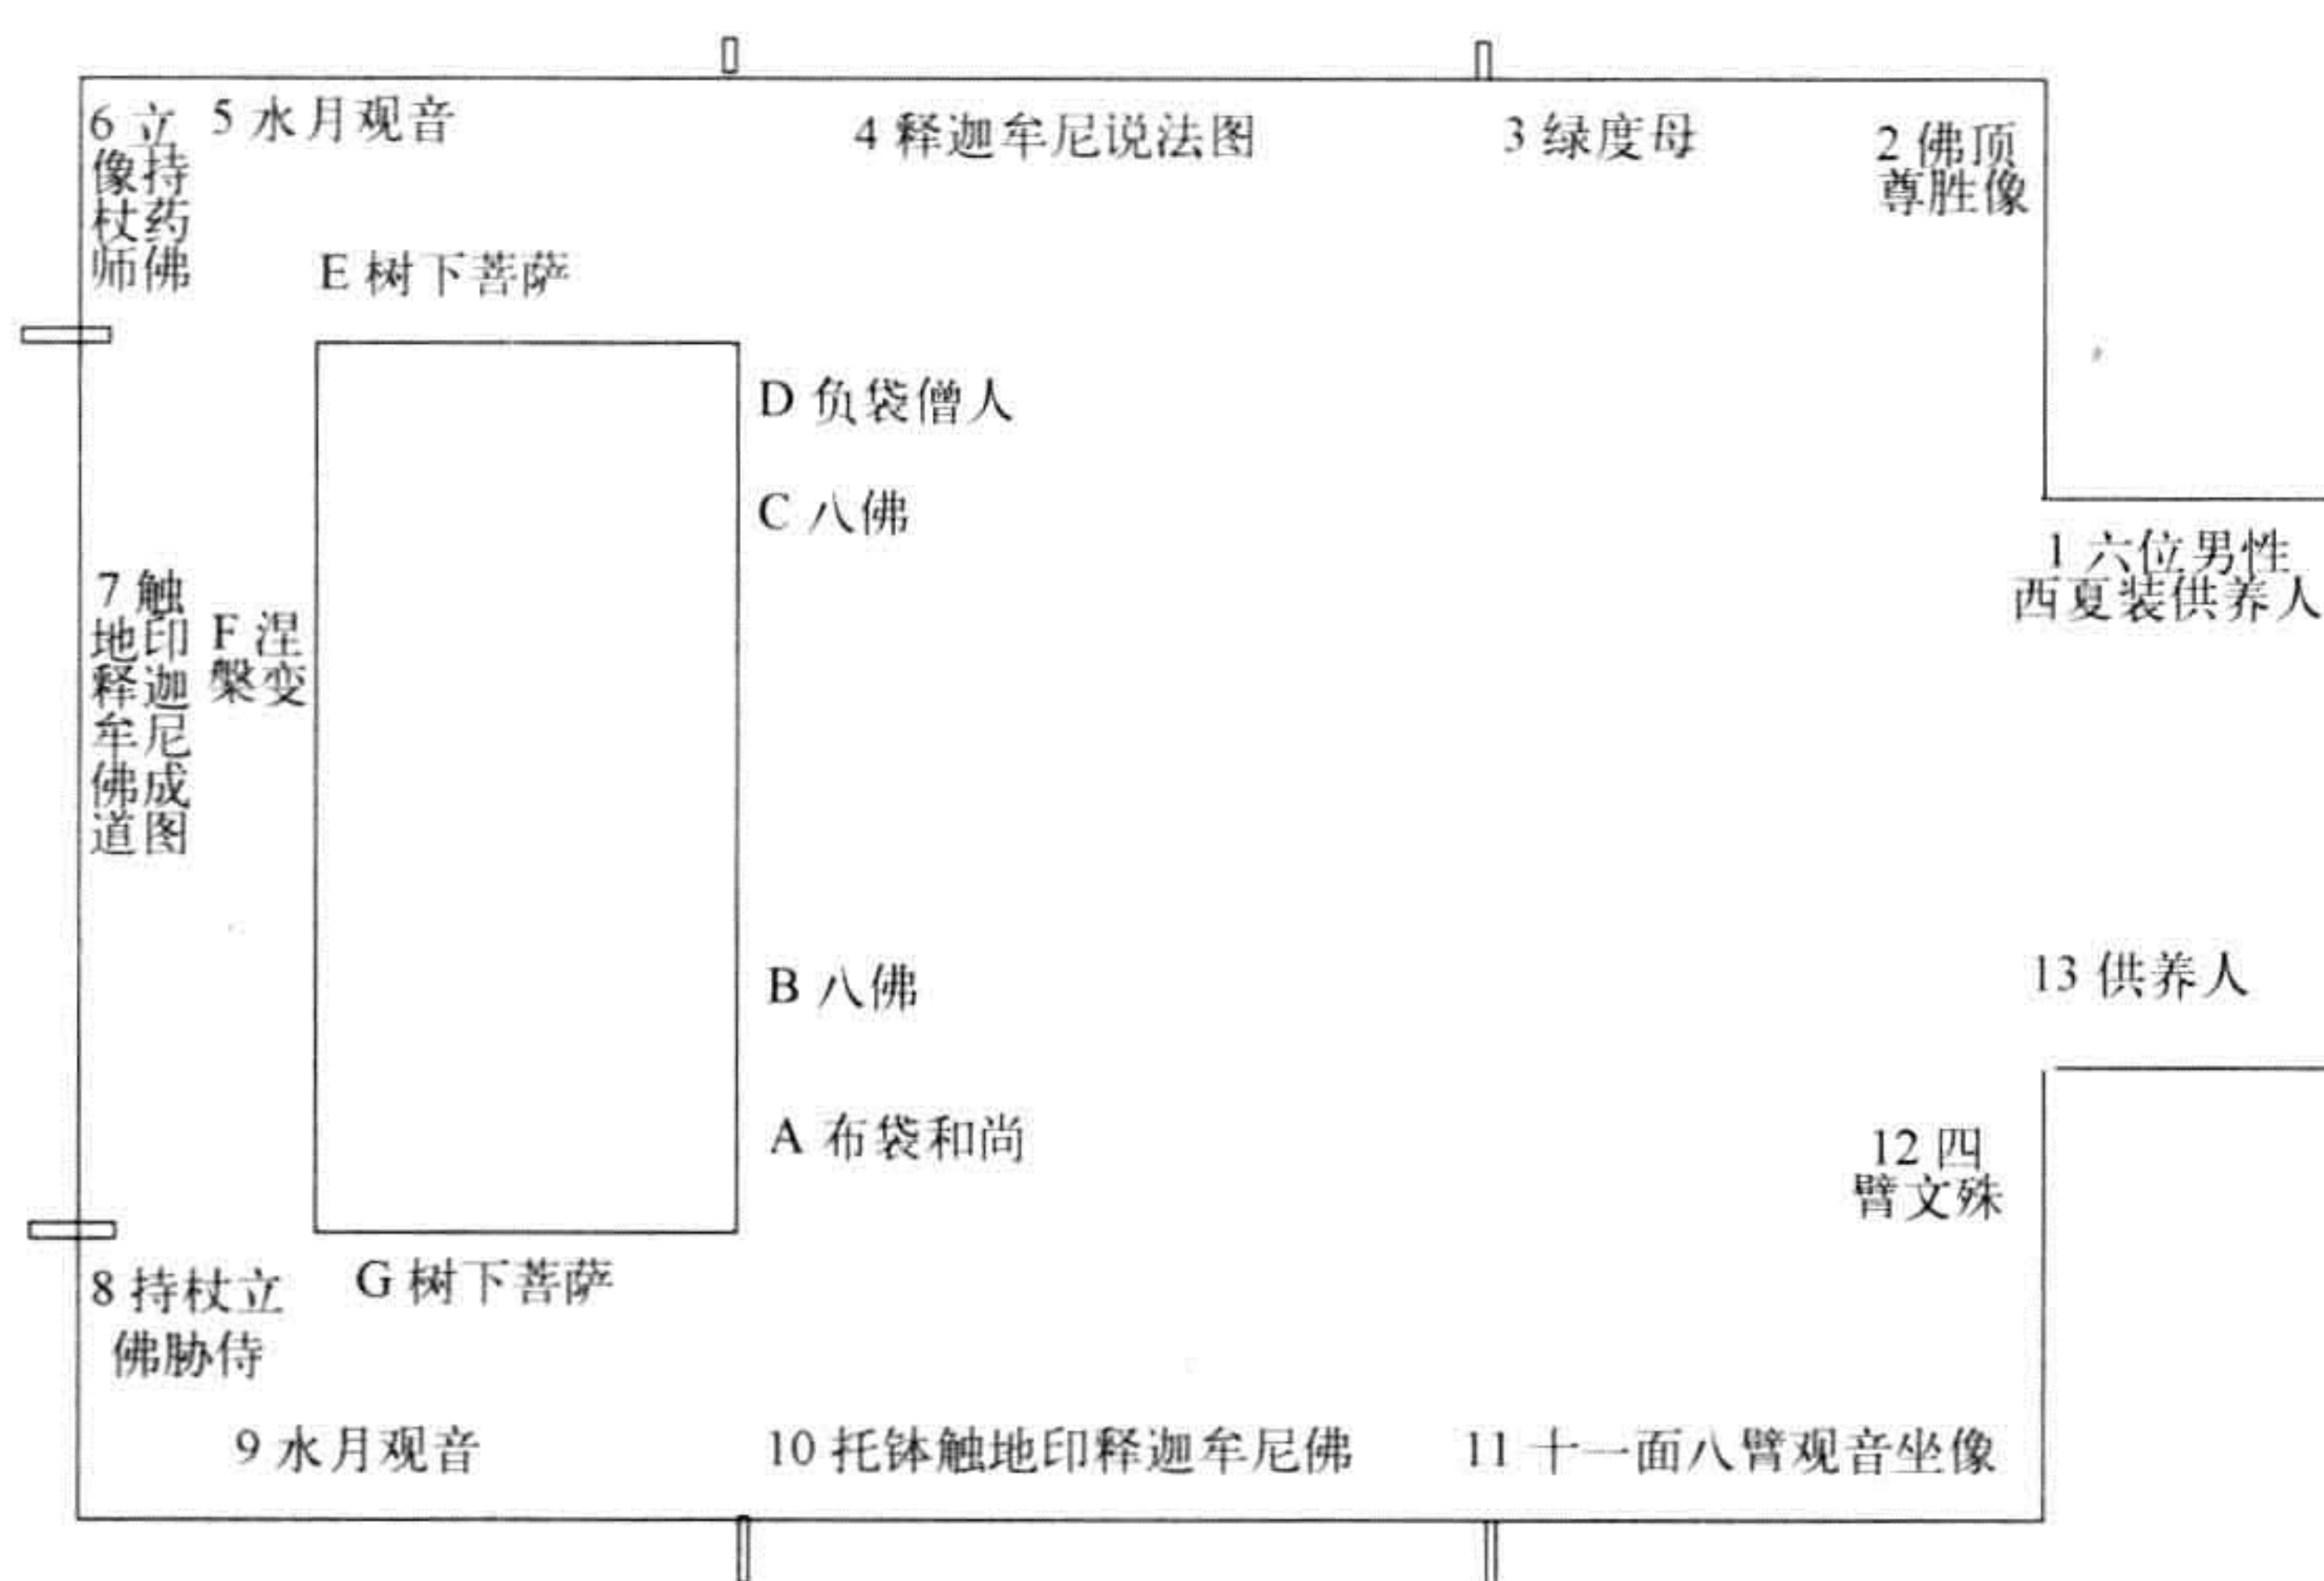 6 立
像持
杖药
师佛
5 水月观音
4 释迦牟尼说法图
3 绿度母
2 佛顶
尊胜像
E 树下菩萨
D 负袋僧人
C 八佛
1 六位男性
西夏装供养人
7 触
地印
释迦
牟尼
佛成
道图
F 涅
槃变
B 八佛
13 供养人
A 布袋和尚
12 四
臂文殊
8 持杖立
佛胁侍
G 树下菩萨
9 水月观音
10 托钵触地印释迦牟尼佛
11 十一面八臂观音坐像